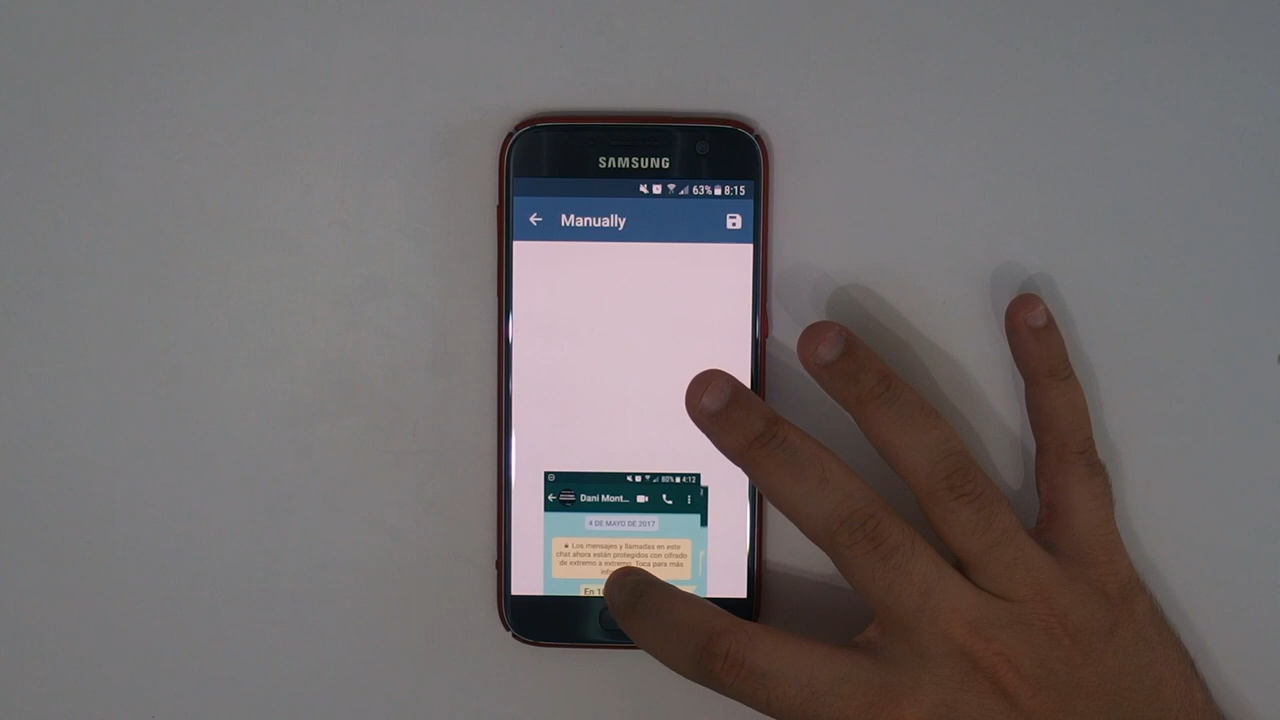 SAMSUNG
63% 8:15
Manually
80% 4:12
Dani Mont...
4 DE MAYO DE 2017
Los mensajes y llamadas en este
chat ahora están protegidos con cifrado
de extremo a extremo. Toca para más
En